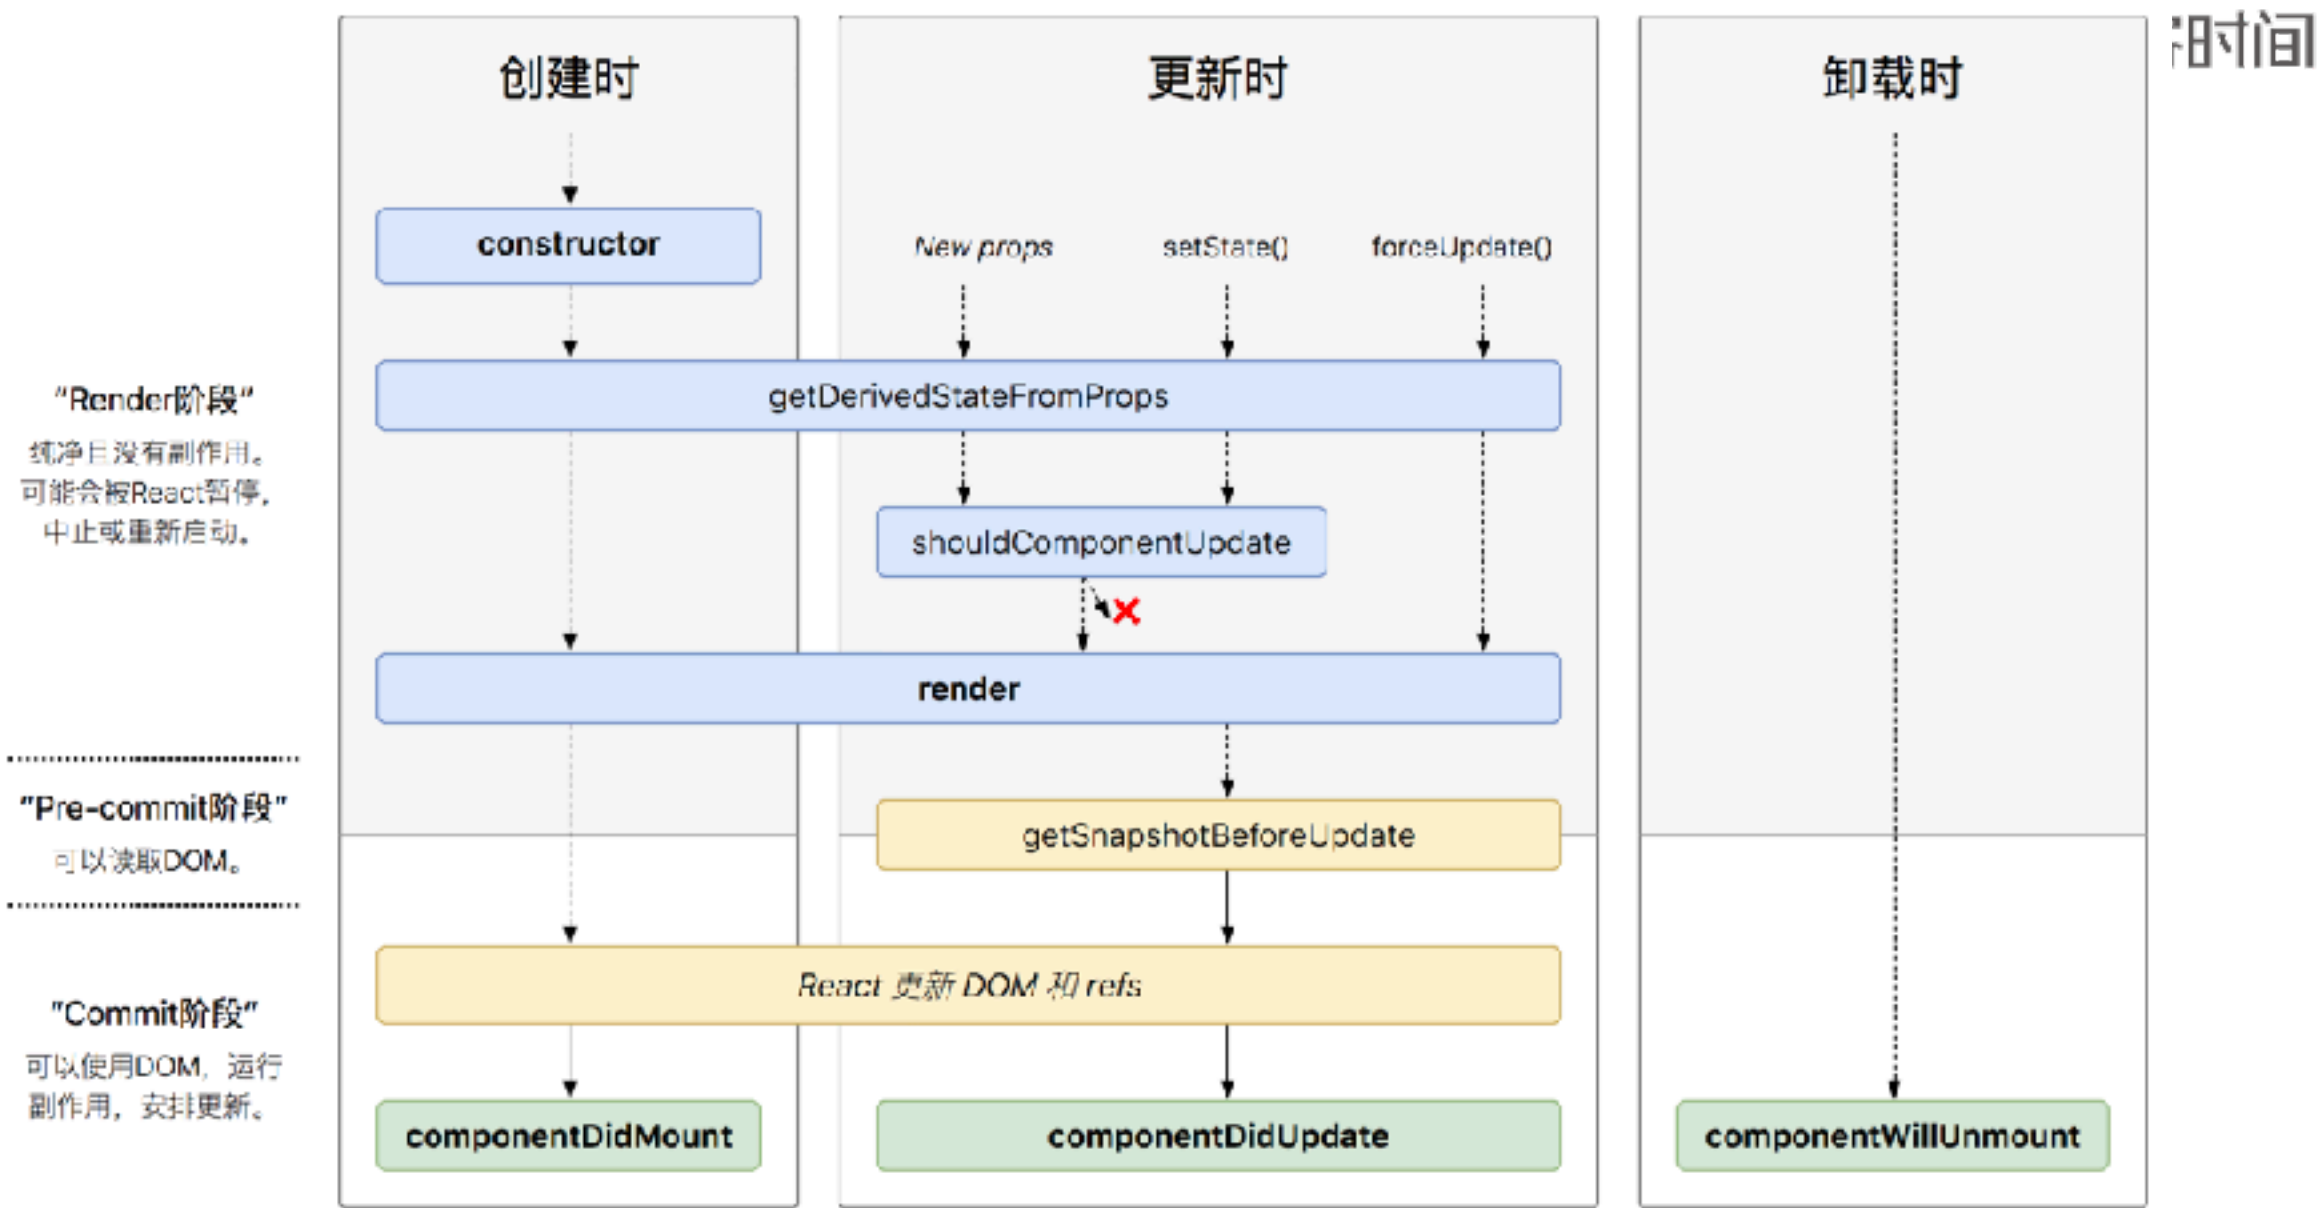 创建时
更新时
卸载时
时间
constructor
New props
setState()
forceUpdate()
"Render阶段"
纯净且没有副作用。
可能会被React暂停,
中止或重新启动。
getDerivedStateFromProps
shouldComponentUpdate
render
"Pre-commit阶段"
可以读取DOM。
getSnapshotBeforeUpdate
React 更新 DOM 和 refs
"Commit阶段"
可以使用DOM，运行
副作用，安排更新。
componentDidMount
componentDidUpdate
componentWillUnmount